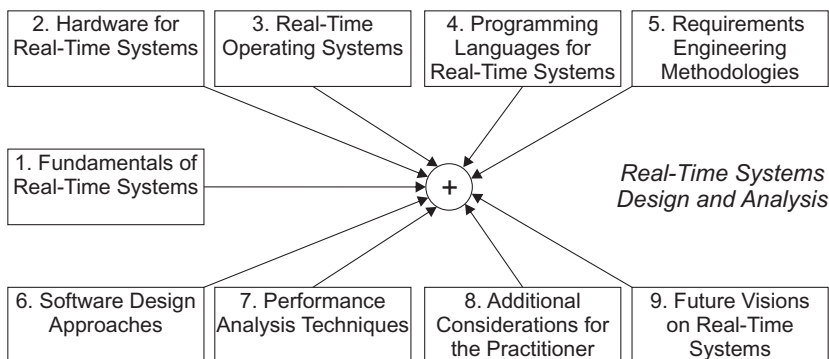 2. Hardware for
Real-Time Systems
3. Real-Time
Operating Systems
4. Programming
Languages for
Real-Time Systems
5. Requirements
Engineering
Methodologies
1. Fundamentals of
Real-Time Systems
+
Real-Time Systems
Design and Analysis
6. Software Design
Approaches
7. Performance
Analysis Techniques
8. Additional
Considerations for
the Practitioner
9. Future Visions
on Real-Time
Systems